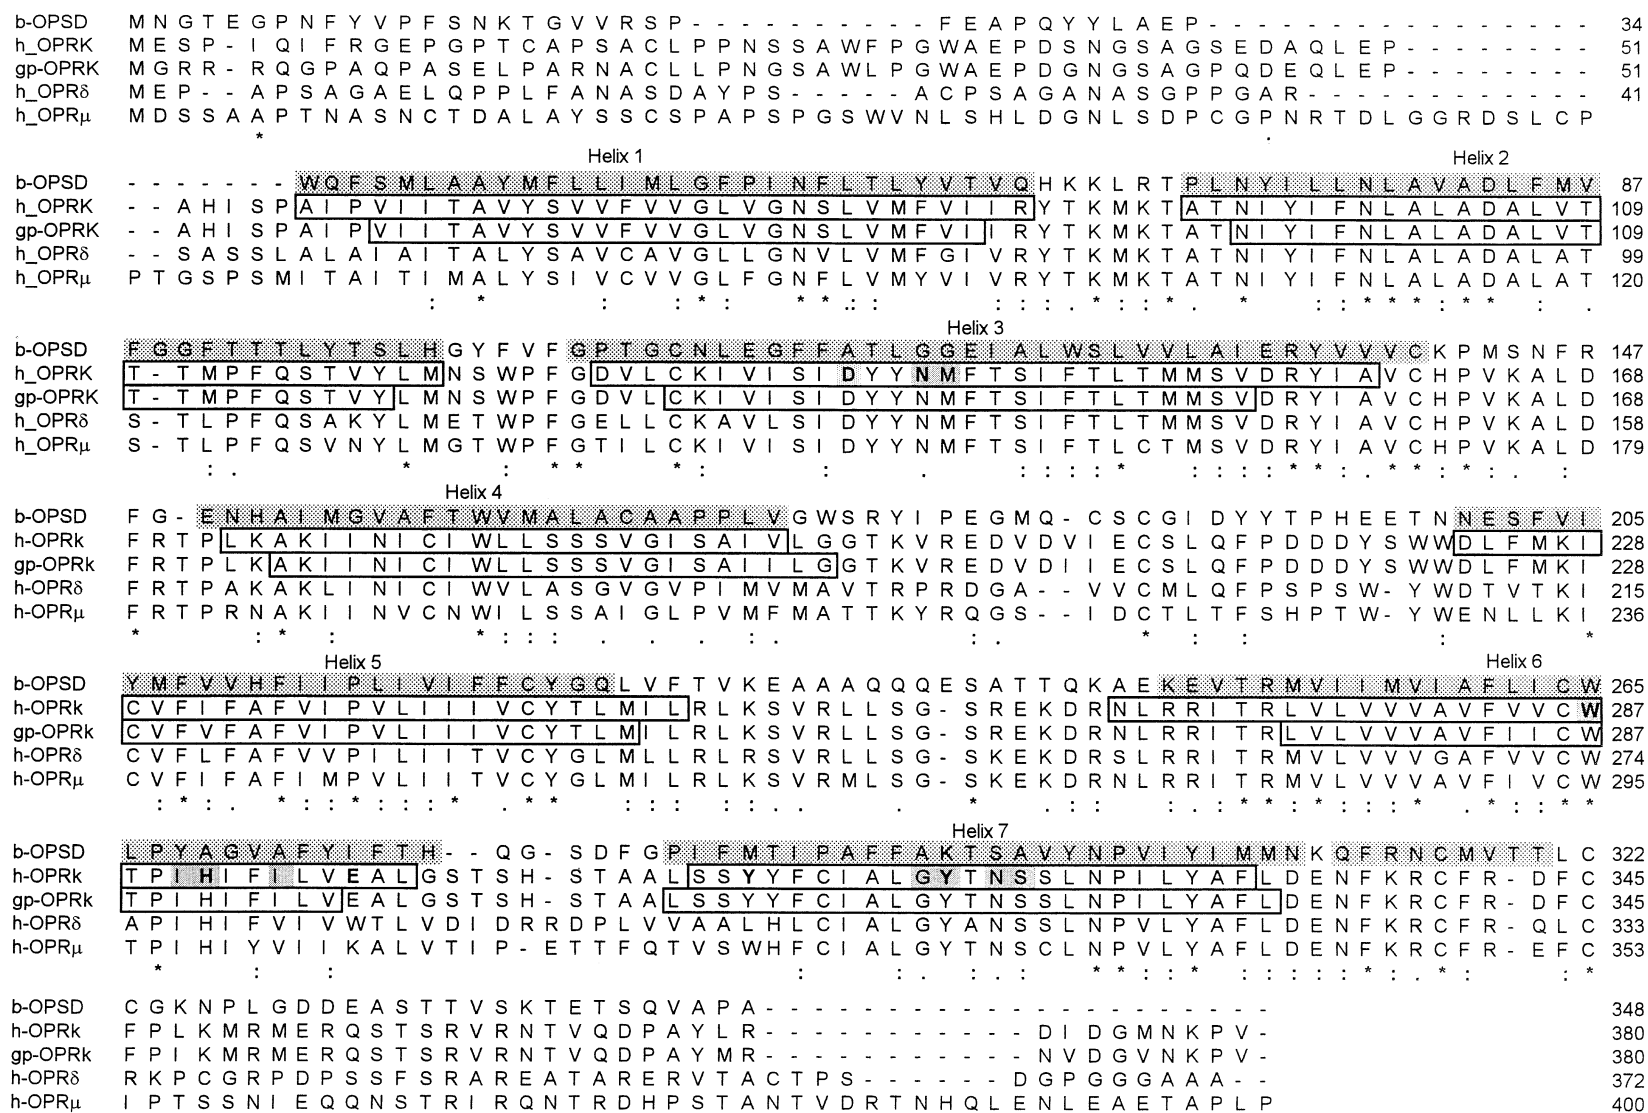 b-OPSD M N G T E G P N F Y V P F S N K T G V V R S P - - - - - - - - - - F E A P Q Y Y L A E P - - - - - - - - - - - - - - - - 34
h_OPRK M E S P - I Q I F R G E P G P T C A P S A C L P P N S S A W F P G W A E P D S N G S A G S E D A Q L E P - - - - - - - - 51
gp-OPRK M G R R - R Q G P A Q P A S E L P A R N A C L L P N G S A W L P G W A E P D G N G S A G P Q D E Q L E P - - - - - - - - 51
h_OPRδ M E P - - A P S A G A E L Q P P L F A N A S D A Y P S - - - - - A C P S A G A N A S G P P G A R - - - - - - - - - - - - 41
h_OPRμ M D S S A A P T N A S N C T D A L A Y S S C S P A P S P G S W V N L S H L D G N L S D P C G P N R T D L G G R D S L C P
* .
Helix 1 Helix 2
b-OPSD - - - - - - - W Q F S M L A A Y M F L L I M L G F P I N F L T L Y V T V Q H K K L R T P L N Y I L L N L A V A D L F M V 87
h_OPRK - - A H I S P A I P V I I T A V Y S V V F V V G L V G N S L V M F V I I R Y T K M K T A T N I Y I F N L A L A D A L V T 109
gp-OPRK - - A H I S P A I P V I I T A V Y S V V F V V G L V G N S L V M F V I I R Y T K M K T A T N I Y I F N L A L A D A L V T 109
h_OPRδ - - S A S S L A L A I A I T A L Y S A V C A V G L L G N V L V M F G I V R Y T K M K T A T N I Y I F N L A L A D A L A T 99
h_OPRμ P T G S P S M I T A I T I M A L Y S I V C V V G L F G N F L V M Y V I V R Y T K M K T A T N I Y I F N L A L A D A L A T 120
: * : * : * * .: : : : : . * : : * . * : : * * * : * * : .
Helix 3
b-OPSD F G G F T T T L Y T S L H G Y F V F G P T G C N L E G F F A T L G G E I A L W S L V V L A I E R Y V V V C K P M S N F R 147
h_OPRK T - T M P F Q S T V Y L M N S W P F G D V L C K I V I S I D Y Y N M F T S I F T L T M M S V D R Y I A V C H P V K A L D 168
gp-OPRK T - T M P F Q S T V Y L M N S W P F G D V L C K I V I S I D Y Y N M F T S I F T L T M M S V D R Y I A V C H P V K A L D 168
h_OPRδ S - T L P F Q S A K Y L M E T W P F G E L L C K A V L S I D Y Y N M F T S I F T L T M M S V D R Y I A V C H P V K A L D 158
h_OPRμ S - T L P F Q S V N Y L M G T W P F G T I L C K I V I S I D Y Y N M F T S I F T L C T M S V D R Y I A V C H P V K A L D 179
: . * : * * * : : . : : : : * : : : : * * : * * : * : . :
Helix 4
b-OPSD F G - E N H A I M G V A F T W V M A L A C A A P P L V G W S R Y I P E G M Q - C S C G I D Y Y T P H E E T N N E S F V I 205
h-OPRk F R T P L K A K I I N I C I W L L S S S V G I S A I V L G G T K V R E D V D V I E C S L Q F P D D D Y S W W D L F M K I 228
gp-OPRk F R T P L K A K I I N I C I W L L S S S V G I S A I I L G G T K V R E D V D I I E C S L Q F P D D D Y S W W D L F M K I 228
h-OPRδ F R T P A K A K L I N I C I W V L A S G V G V P I M V M A V T R P R D G A - - V V C M L Q F P S P S W - Y W D T V T K I 215
h-OPRμ F R T P R N A K I I N V C N W I L S S A I G L P V M F M A T T K Y R Q G S - - I D C T L T F S H P T W - Y W E N L L K I 236
* : * : * : : . . . : . : . * : : : *
Helix 5 Helix 6
b-OPSD Y M F V V H F I I P L I V I F F C Y G Q L V F T V K E A A A Q Q Q E S A T T Q K A E K E V T R M V I I M V I A F L I C W 265
h-OPRk C V F I F A F V I P V L I I I V C Y T L M I L R L K S V R L L S G - S R E K D R N L R R I T R L V L V V V A V F V V C W 287
gp-OPRk C V F V F A F V I P V L I I I V C Y T L M I L R L K S V R L L S G - S R E K D R N L R R I T R L V L V V V A V F I I C W 287
h-OPRδ C V F L F A F V V P I L I I T V C Y G L M L L R L R S V R L L S G - S K E K D R S L R R I T R M V L V V V G A F V V C W 274
h-OPRμ C V F I F A F I M P V L I I T V C Y G L M I L R L K S V R M L S G - S K E K D R N L R R I T R M V L V V V A V F I V C W 295
: * : . * : : * : : : * . * * : : : : . . . * . : : : : * * : : : : * . * : : * *
Helix 7
b-OPSD L P Y A G V A F Y I F T H - - Q G - S D F G P I F M T I P A F F A K T S A V Y N P V I Y I M M N K Q F R N C M V T T L C 322
h-OPRk T P I H I F I L V E A L G S T S H - S T A A L S S Y Y F C I A L G Y T N S S L N P I L Y A F L D E N F K R C F R - D F C 345
gp-OPRk T P I H I F I L V E A L G S T S H - S T A A L S S Y Y F C I A L G Y T N S S L N P I L Y A F L D E N F K R C F R - D F C 345
h-OPRδ A P I H I F V I V W T L V D I D R R D P L V V A A L H L C I A L G Y A N S S L N P V L Y A F L D E N F K R C F R - Q L C 333
h-OPRμ T P I H I Y V I I K A L V T I P - E T T F Q T V S W H F C I A L G Y T N S C L N P V L Y A F L D E N F K R C F R - E F C 353
* : : : : . . : : . * * : : * : : : : : * . * : *
b-OPSD C G K N P L G D D E A S T T V S K T E T S Q V A P A - - - - - - - - - - - - - - - - - - - - - 348
h-OPRk F P L K M R M E R Q S T S R V R N T V Q D P A Y L R - - - - - - - - - - - D I D G M N K P V - 380
gp-OPRk F P I K M R M E R Q S T S R V R N T V Q D P A Y M R - - - - - - - - - - - N V D G V N K P V - 380
h-OPRδ R K P C G R P D P S S F S R A R E A T A R E R V T A C T P S - - - - - - - D G P G G G A A A - 372
h-OPRμ I P T S S N I E Q Q N S T R I R Q N T R D H P S T A N T V D R T N H Q L E N L E A E T A P L P 400